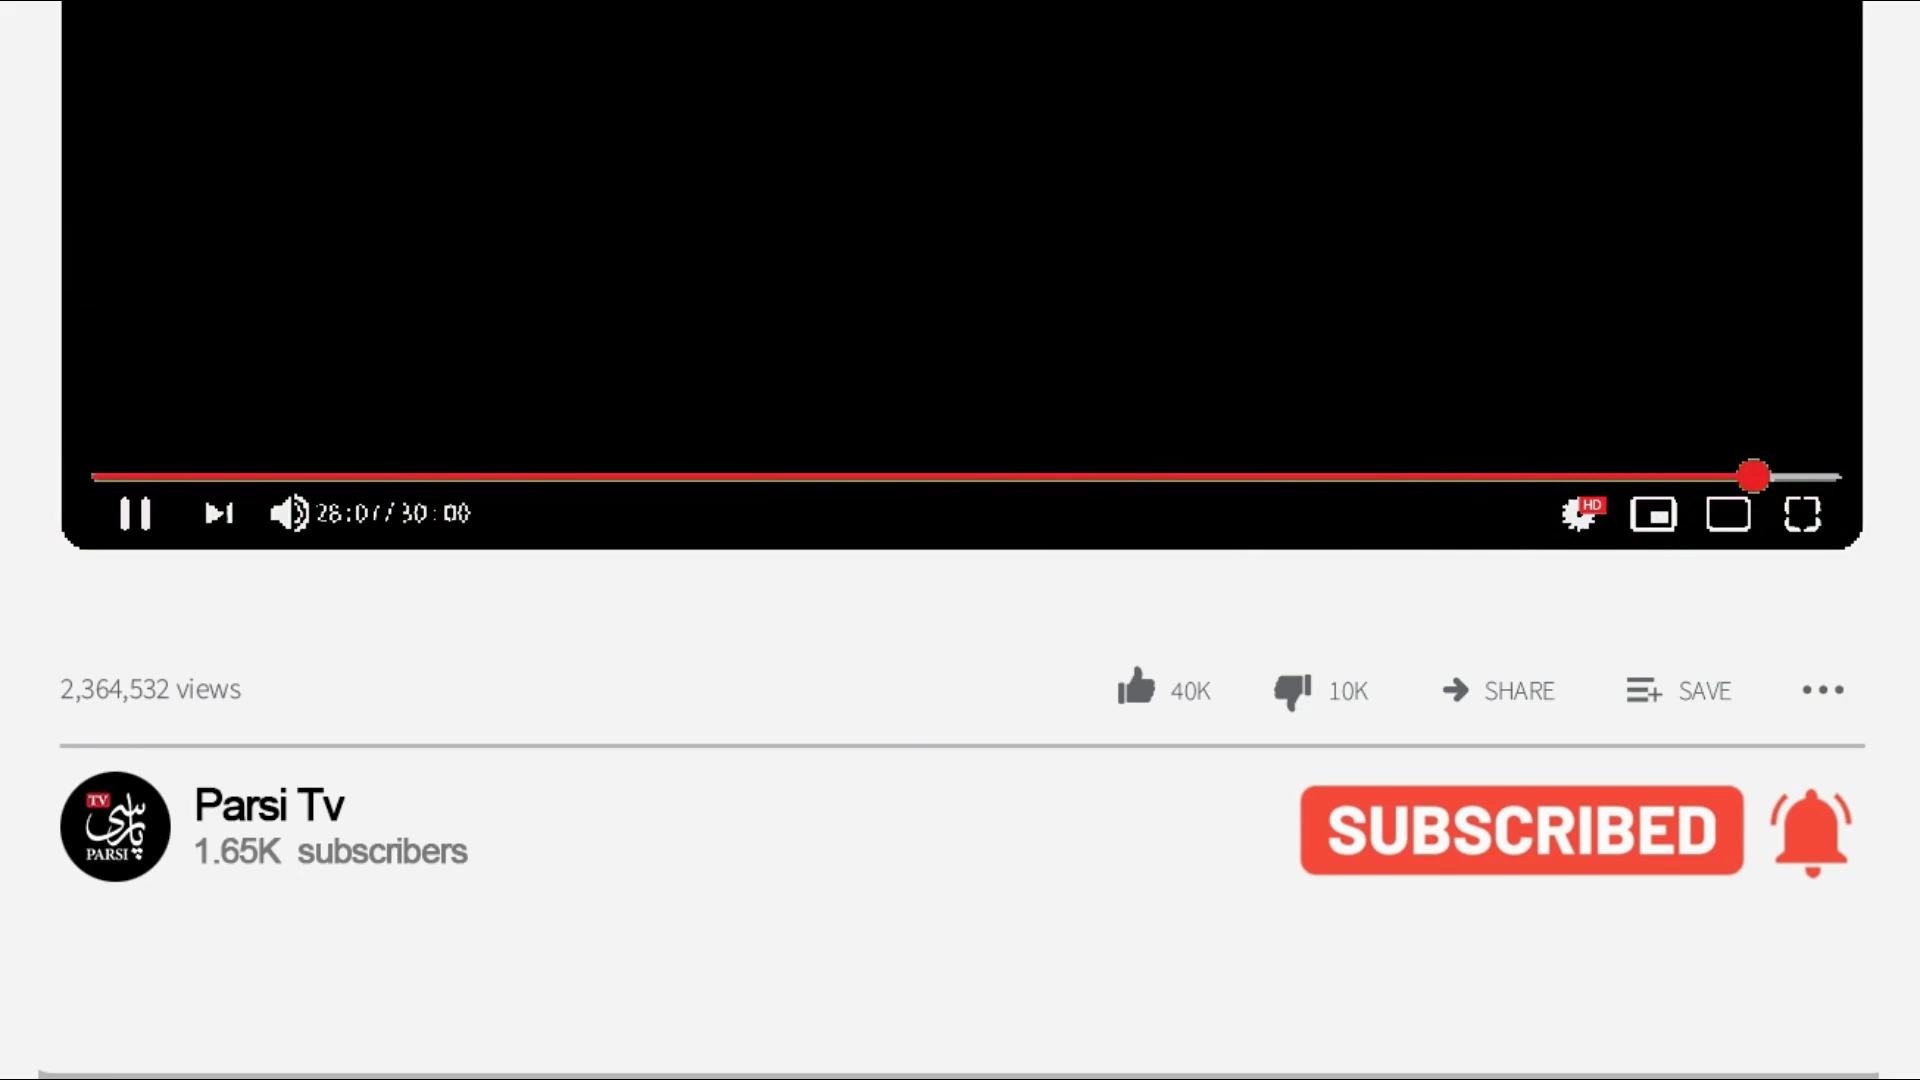 HD
28:07/30:00
2,364,532 views
40K
10K
SHARE
SAVE
TV
پارسی
PARSI
Parsi Tv
1.65K subscribers
SUBSCRIBED